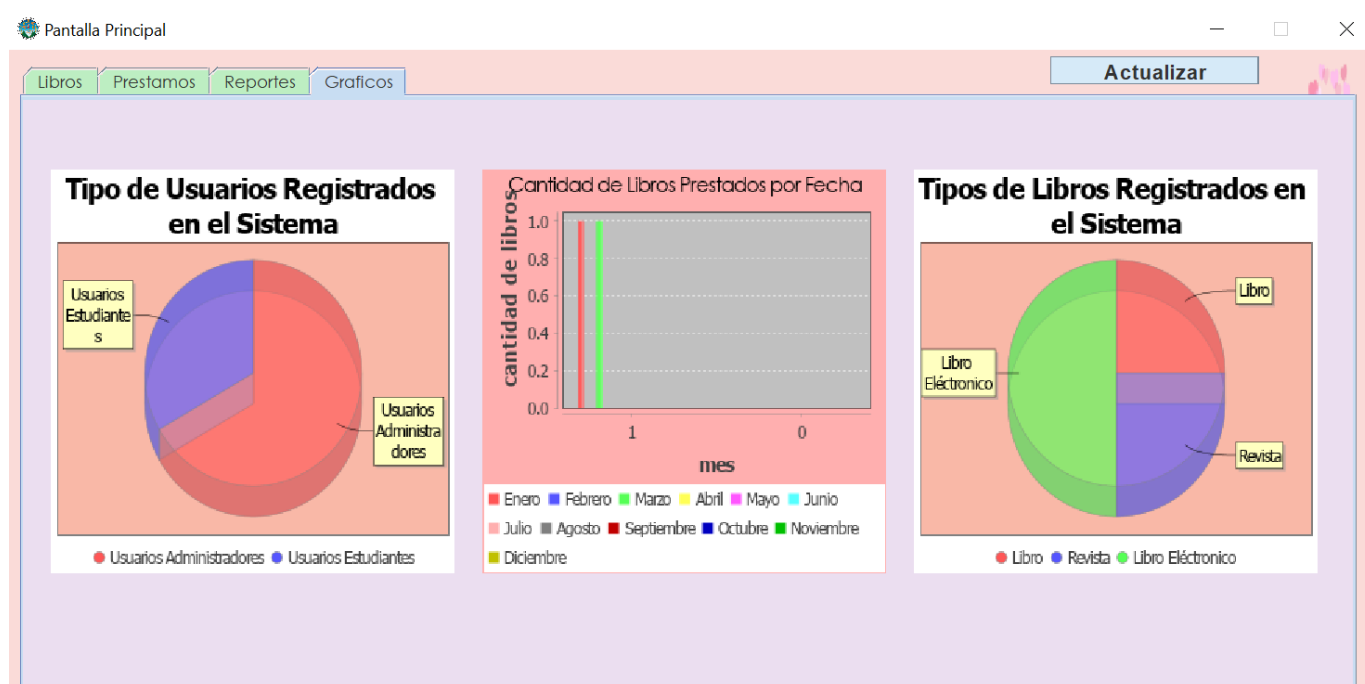 Pantalla Principal
Libros Prestamos Reportes Graficos
Actualizar
Tipo de Usuarios Registrados
en el Sistema
Usuarios
Estudiante
s
Usuarios
Administra
dores
Usuarios Administradores Usuarios Estudiantes
Cantidad de Libros Prestados por Fecha
cantidad de libros
1.0
0.8
0.6
0.4
0.2
0.0
1 0
mes
Enero Febrero Marzo Abril Mayo Junio
Julio Agosto Septiembre Octubre Noviembre
Diciembre
Tipos de Libros Registrados en
el Sistema
Libro
Libro
Eléctronico
Revista
Libro Revista Libro Eléctronico